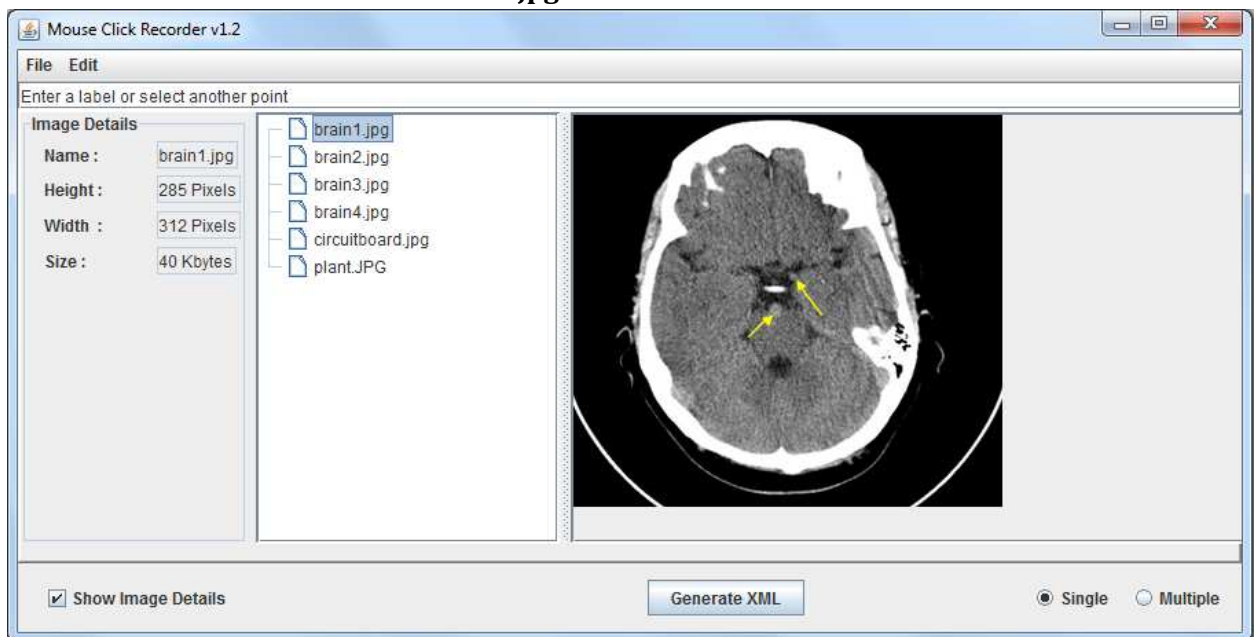 .jpg
Mouse Click Recorder v1.2
File Edit
Enter a label or select another point
Image Details
Name : brain1.jpg
Height : 285 Pixels
Width : 312 Pixels
Size : 40 Kbytes
brain1.jpg
brain2.jpg
brain3.jpg
brain4.jpg
circuitboard.jpg
plant.JPG
Show Image Details
Generate XML
Single Multiple